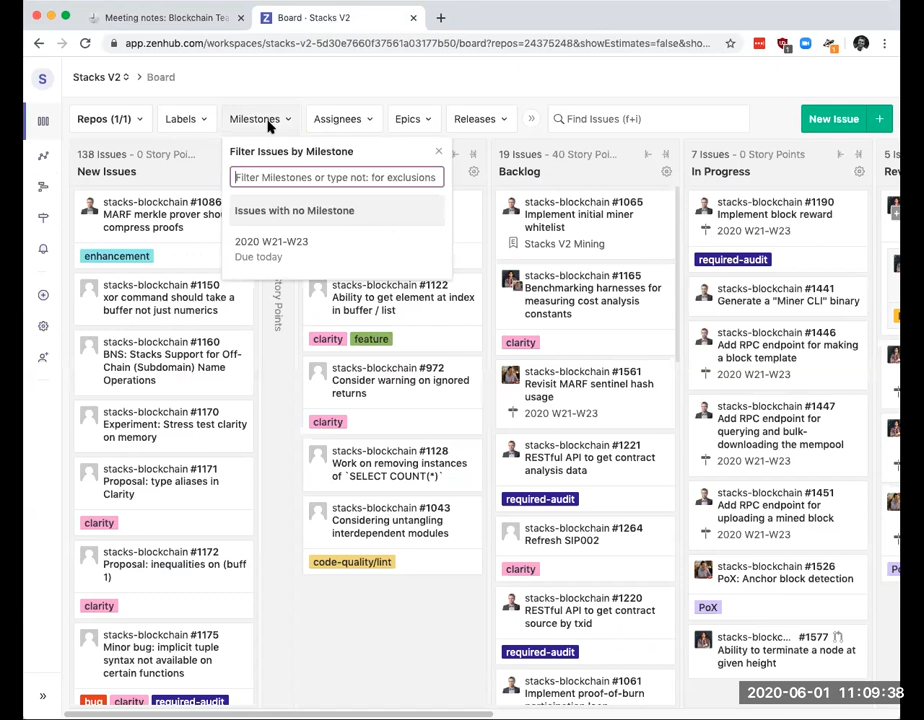 Meeting notes: Blockchain Te
Board · Stacks V2
app.zenhub.com/workspaces/stacks-v2-5d30e7660f37561a03177b50/board?repos=24375248&showEstimates=false&sho...
1
4
S
Stacks V2
Board
Repos (1/1)
Labels
Milestones
Assignees
Epics
Releases
Find Issues (f+i)
New Issue
+
138 Issues - 0 Story Poi...
New Issues
stacks-blockchain #1086
MARF merkle prover sho
compress proofs
enhancement
stacks-blockchain #1150
xor command should take a
buffer not just numerics
stacks-blockchain #1160
BNS: Stacks Support for Off-
Chain (Subdomain) Name
Operations
stacks-blockchain #1170
Experiment: Stress test clarity
on memory
stacks-blockchain #1171
Proposal: type aliases in
Clarity
clarity
stacks-blockchain #1172
Proposal: inequalities on (buff
1)
clarity
stacks-blockchain #1175
Minor bug: implicit tuple
syntax not available on
certain functions
bug
clarity
required-audit
Filter Issues by Milestone
Filter Milestones or type not: for exclusions
Issues with no Milestone
2020 W21-W23
Due today
ory Points
stacks-blockchain #1122
Ability to get element at index
in buffer / list
clarity
feature
stacks-blockchain #972
Consider warning on ignored
returns
clarity
stacks-blockchain #1128
Work on removing instances
of `SELECT COUNT(*)`
stacks-blockchain #1043
Considering untangling
interdependent modules
code-quality/lint
19 Issues - 40 Story Poin...
Backlog
stacks-blockchain #1065
Implement initial miner
whitelist
Stacks V2 Mining
stacks-blockchain #1165
Benchmarking harnesses for
measuring cost analysis
constants
clarity
stacks-blockchain #1561
Revisit MARF sentinel hash
usage
2020 W21-W23
stacks-blockchain #1221
RESTful API to get contract
analysis data
required-audit
stacks-blockchain #1264
Refresh SIP002
clarity
stacks-blockchain #1220
RESTful API to get contract
source by txid
required-audit
stacks-blockchain #1061
Implement proof-of-burn
7 Issues - 0 Story Points
In Progress
stacks-blockchain #1190
Implement block reward
2020 W21-W23
required-audit
stacks-blockchain #1441
Generate a "Miner CLI" binary
stacks-blockchain #1446
Add RPC endpoint for making
a block template
2020 W21-W23
stacks-blockchain #1447
Add RPC endpoint for
querying and bulk-
downloading the mempool
2020 W21-W23
stacks-blockchain #1451
Add RPC endpoint for
uploading a mined block
2020 W21-W23
stacks-blockchain #1526
PoX: Anchor block detection
PoX
stacks-blockc... #1577
Ability to terminate a node at
given height
5 Is
Rev
2020-06-01 11:09:38